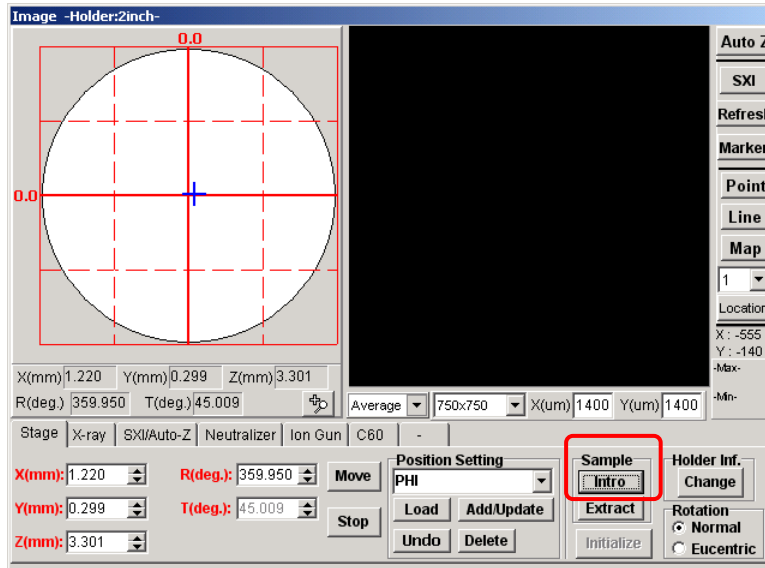 Image -Holder:2inch-
0.0
0.0
Auto Z
SXI
Refresh
Marker
Point
Line
Map
1
Location
X : -555
Y : -140
-Max-
-Min-
X(mm) 1.220 Y(mm) 0.299 Z(mm) 3.301
R(deg.) 359.950 T(deg.) 45.009
Average 750x750 X(um) 1400 Y(um) 1400
Stage X-ray SXI/Auto-Z Neutralizer Ion Gun C60 -
X(mm): 1.220 R(deg.): 359.950 Move
Y(mm): 0.299 T(deg.): 45.009 Stop
Z(mm): 3.301
Position Setting
PHI
Load Add/Update
Undo Delete
Sample
Intro
Extract
Initialize
Holder Inf.
Change
Rotation
Normal
Eucentric